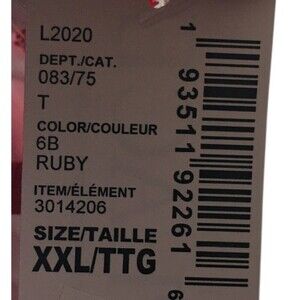 L2020
DEPT./CAT.
083/75
T
COLOR/COULEUR
6B
RUBY
ITEM/ÉLÉMENT
3014206
SIZE/TAILLE
XXL/TTG
1 93511 92261 6